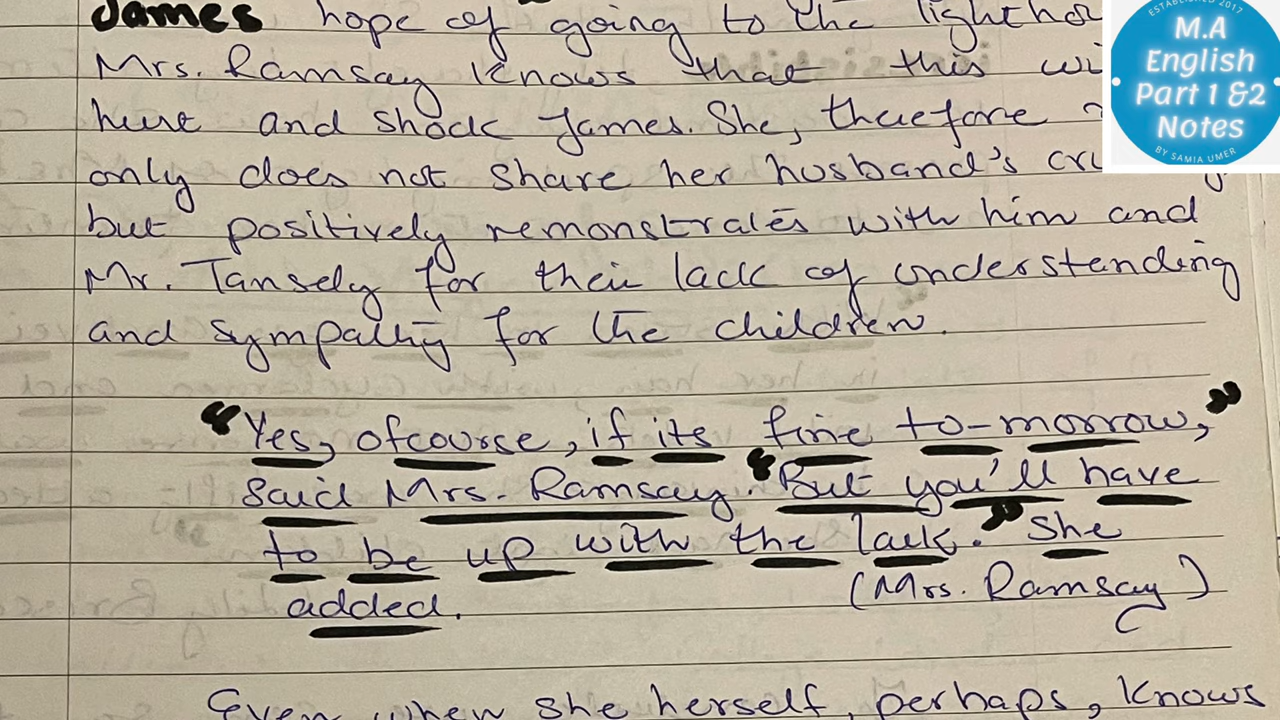 James hope of going to the lighthou
Mrs. Ramsay knows that this wi
hurt and shock James. She, therefore
only does not share her husband's cru
but positively remonstrates with him and
Mr. Tansely for their lack of understanding
and sympathy for the children.
"Yes, ofcourse, if its fine to-morrow,"
said Mrs. Ramsay. "But you'll have
to be up with the lark." she
added. (Mrs. Ramsay)
Even when she herself, perhaps, knows
ESTABLISHED 2017
M.A
English
Part 1 &2
Notes
BY SAMIA UMER